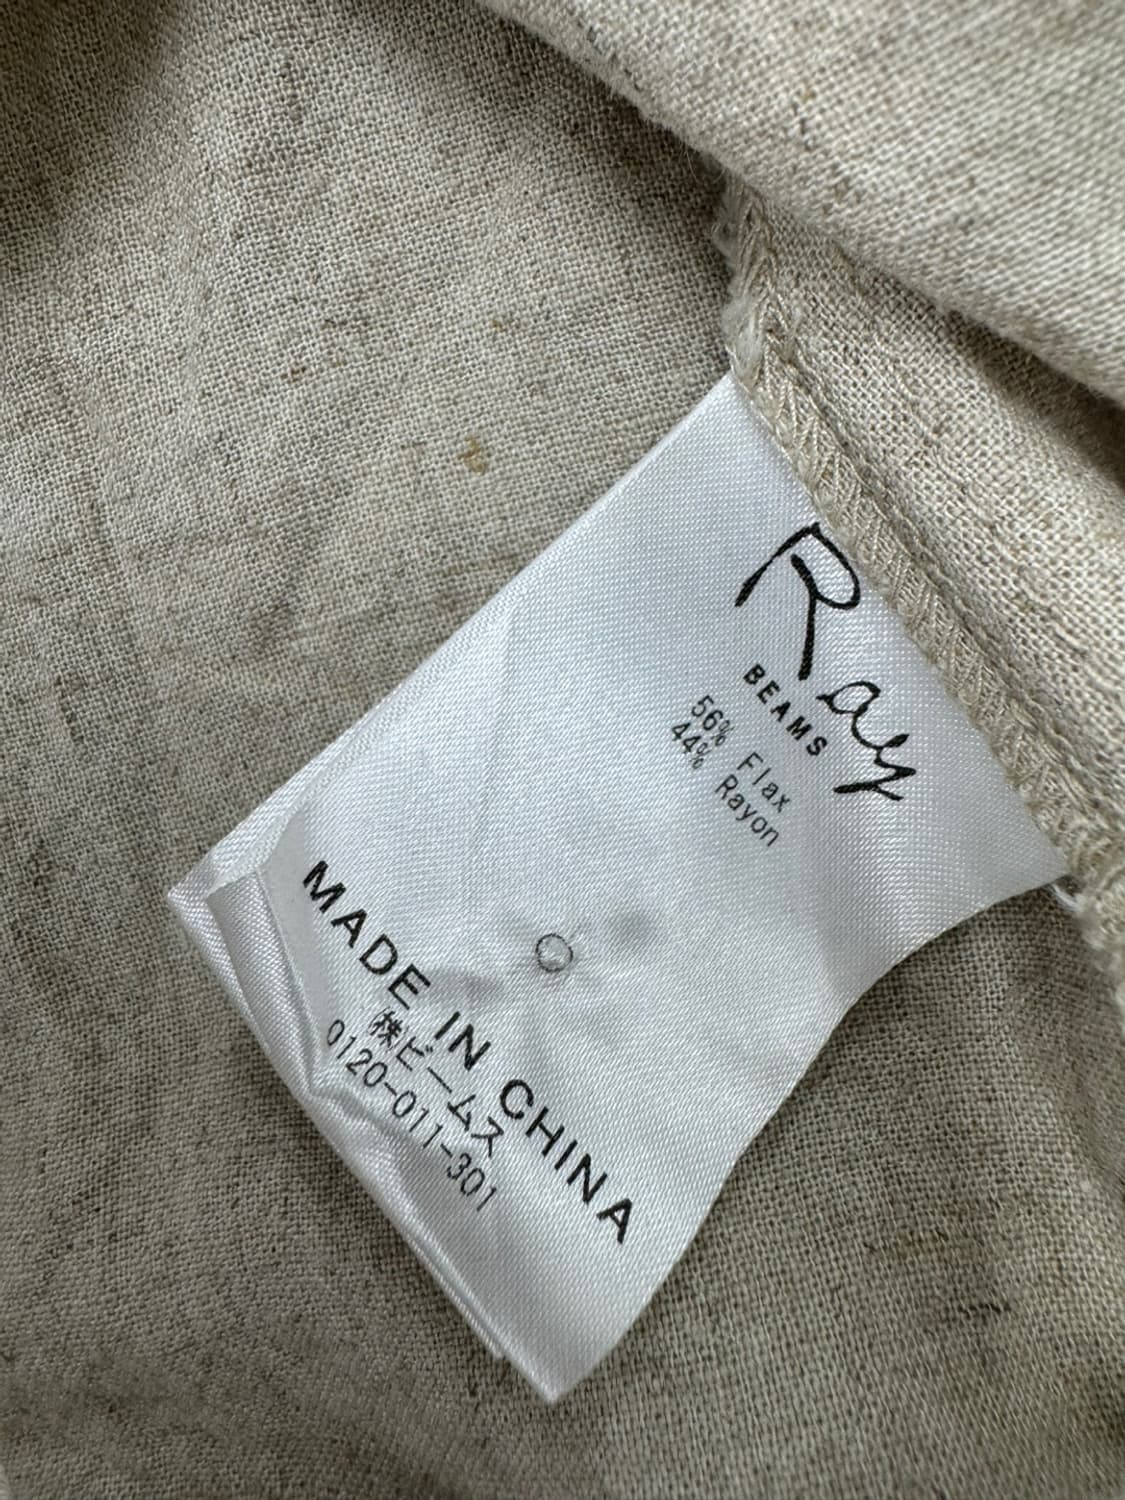 Ray
BEAMS
56% Flax
44% Rayon
MADE IN CHINA
㈱ビームス
0120-011-301